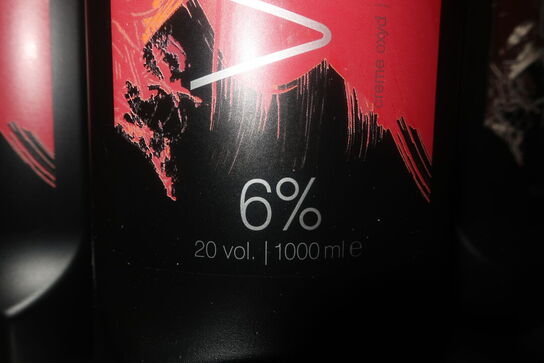 creme oxyd
6%
20 vol. | 1000 ml ℮